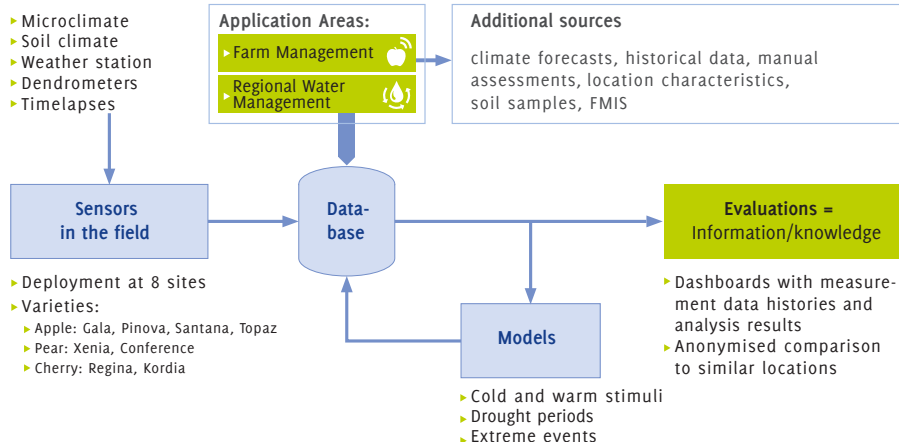 Microclimate
Soil climate
Weather station
Dendrometers
Timelapses
Application Areas:
Farm Management
Regional Water
Management
Additional sources
climate forecasts, historical data, manual
assessments, location characteristics,
soil samples, FMIS
Sensors
in the field
Data-
base
Evaluations =
Information/knowledge
Deployment at 8 sites
Varieties:
Apple: Gala, Pinova, Santana, Topaz
Pear: Xenia, Conference
Cherry: Regina, Kordia
Models
Cold and warm stimuli
Drought periods
Extreme events
Dashboards with measure-
ment data histories and
analysis results
Anonymised comparison
to similar locations